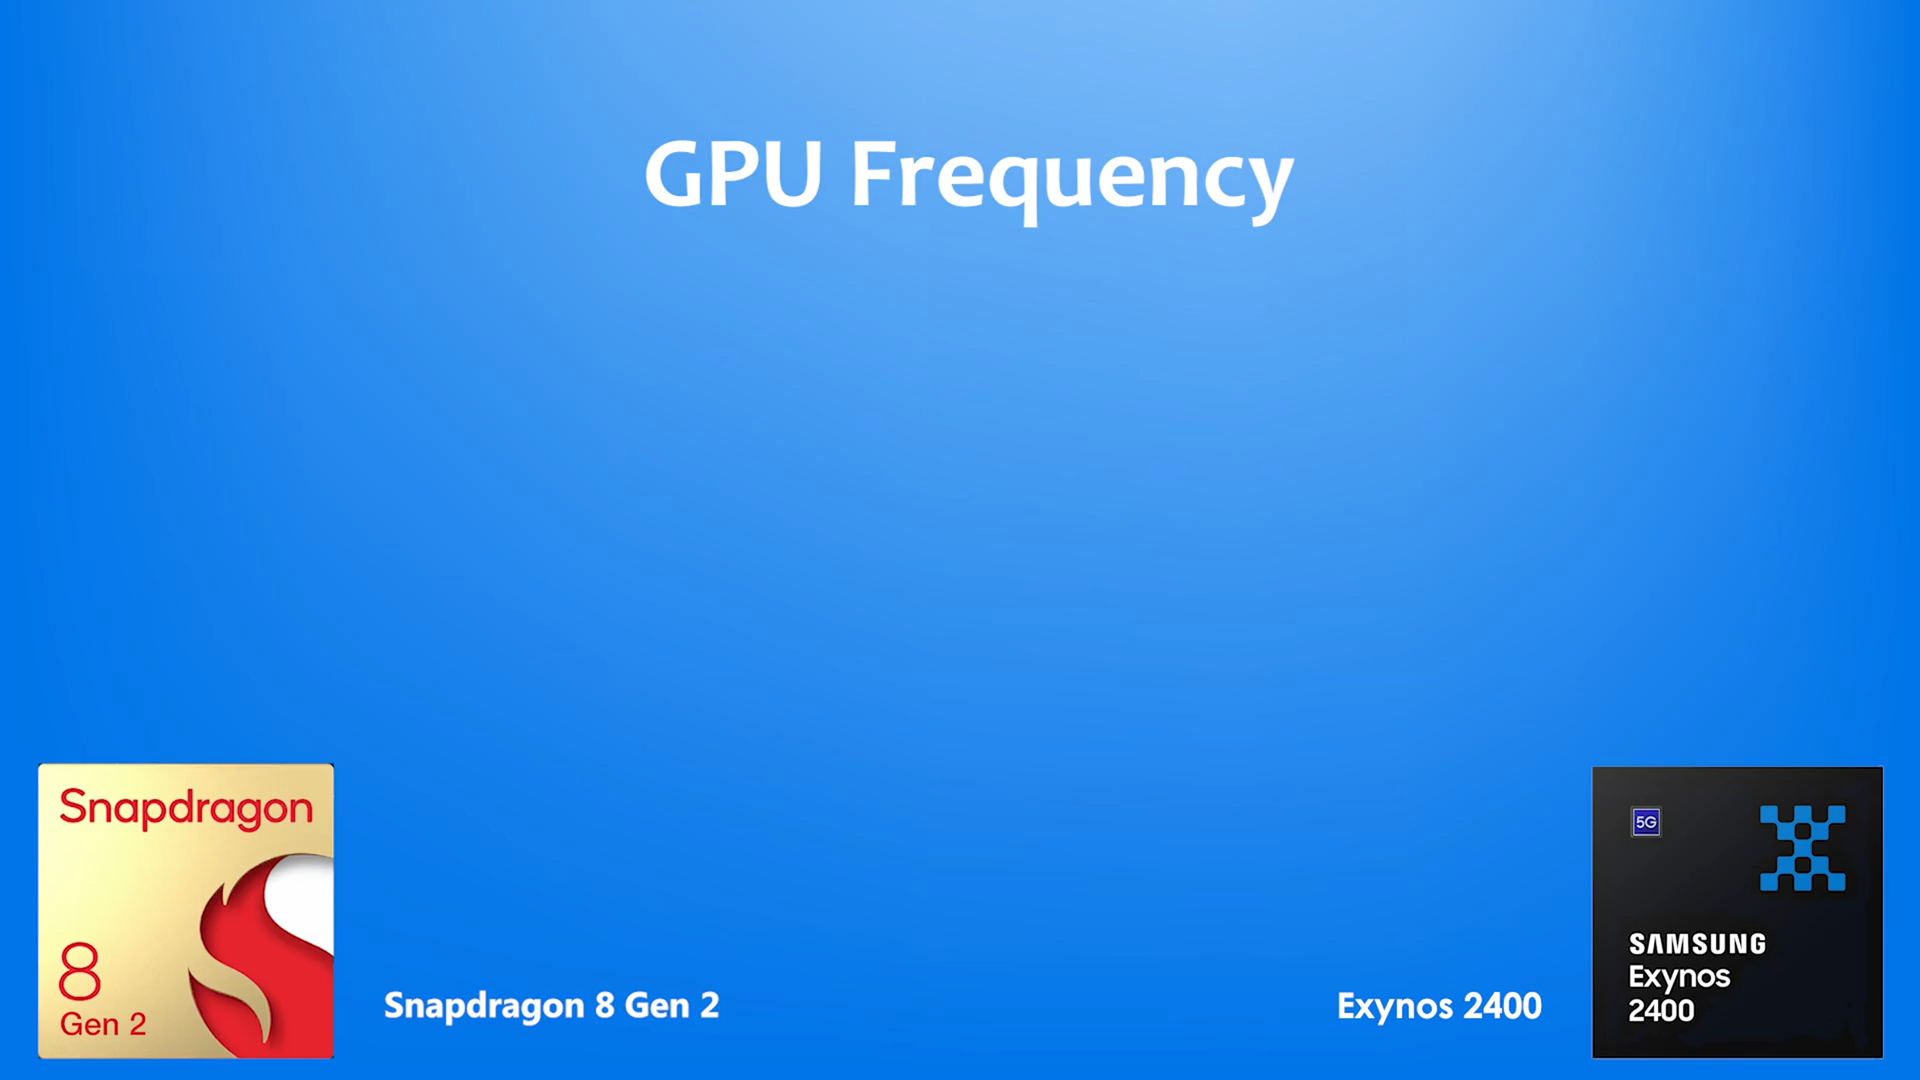 GPU Frequency
Snapdragon
8
Gen 2
Snapdragon 8 Gen 2
Exynos 2400
5G
SAMSUNG
Exynos
2400